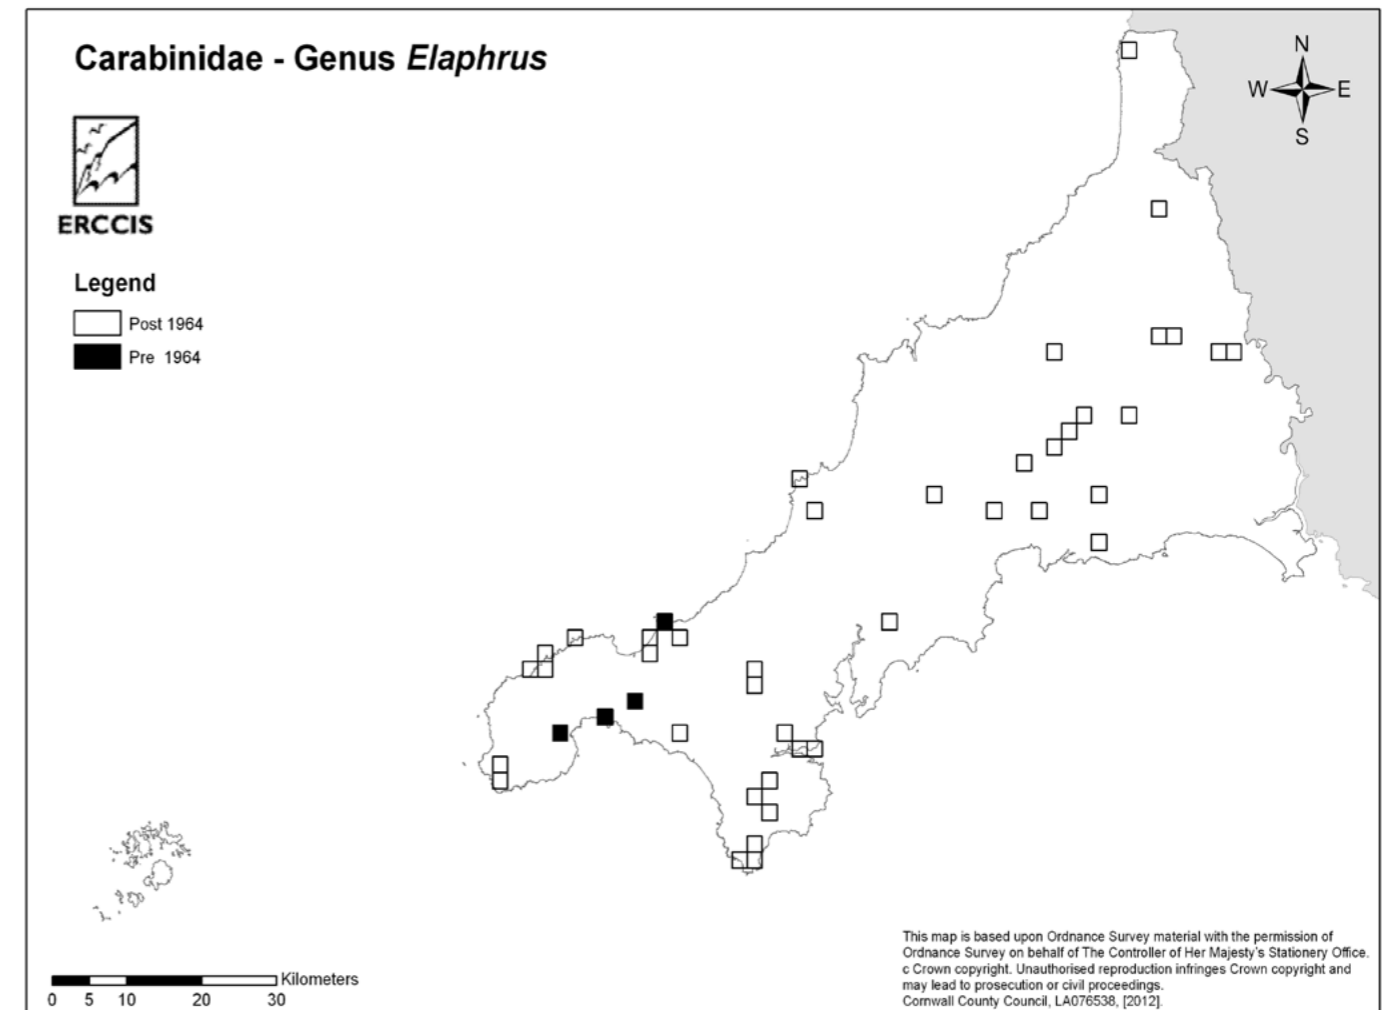 Carabinidae - Genus Elaphrus
N
W E
S
ERCCIS
Legend
Post 1964
Pre 1964
This map is based upon Ordnance Survey material with the permission of
Ordnance Survey on behalf of The Controller of Her Majesty's Stationery Office.
c Crown copyright. Unauthorised reproduction infringes Crown copyright and
may lead to prosecution or civil proceedings.
Cornwall County Council, LA076538, [2012].
Kilometers
0 5 10 20 30